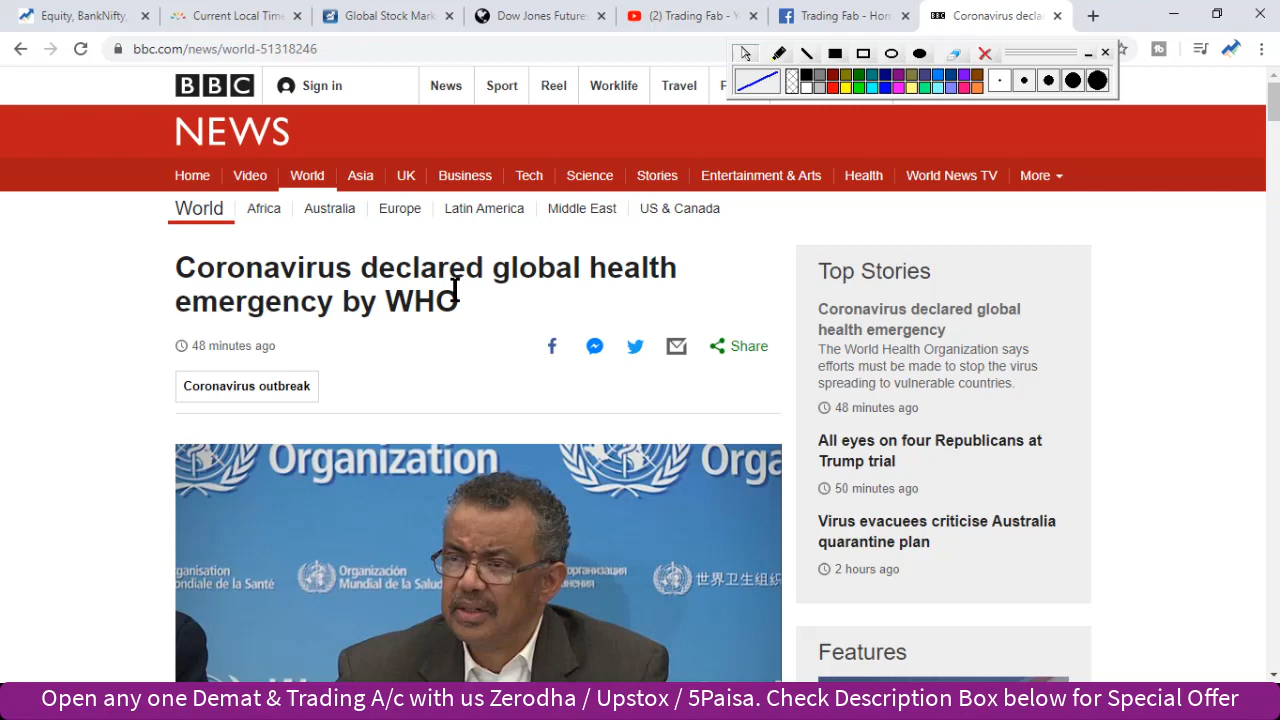 Equity, BankNifty,
Current Local Time
Global Stock Mark
Dow Jones Future
(2) Trading Fab - Y
Trading Fab - Hom
Coronavirus decla
bbc.com/news/world-51318246
BBC
Sign in
News
Sport
Reel
Worklife
Travel
NEWS
Home
Video
World
Asia
UK
Business
Tech
Science
Stories
Entertainment & Arts
Health
World News TV
More
World
Africa
Australia
Europe
Latin America
Middle East
US & Canada
Coronavirus declared global health
emergency by WHO
48 minutes ago
Share
Coronavirus outbreak
Organization
Orga
organisation
ondiale de la Santé
Organización
Mundial de la Salud
организация
世界卫生组织
Top Stories
Coronavirus declared global
health emergency
The World Health Organization says
efforts must be made to stop the virus
spreading to vulnerable countries.
48 minutes ago
All eyes on four Republicans at
Trump trial
50 minutes ago
Virus evacuees criticise Australia
quarantine plan
2 hours ago
Features
Open any one Demat & Trading A/c with us Zerodha / Upstox / 5Paisa. Check Description Box below for Special Offer